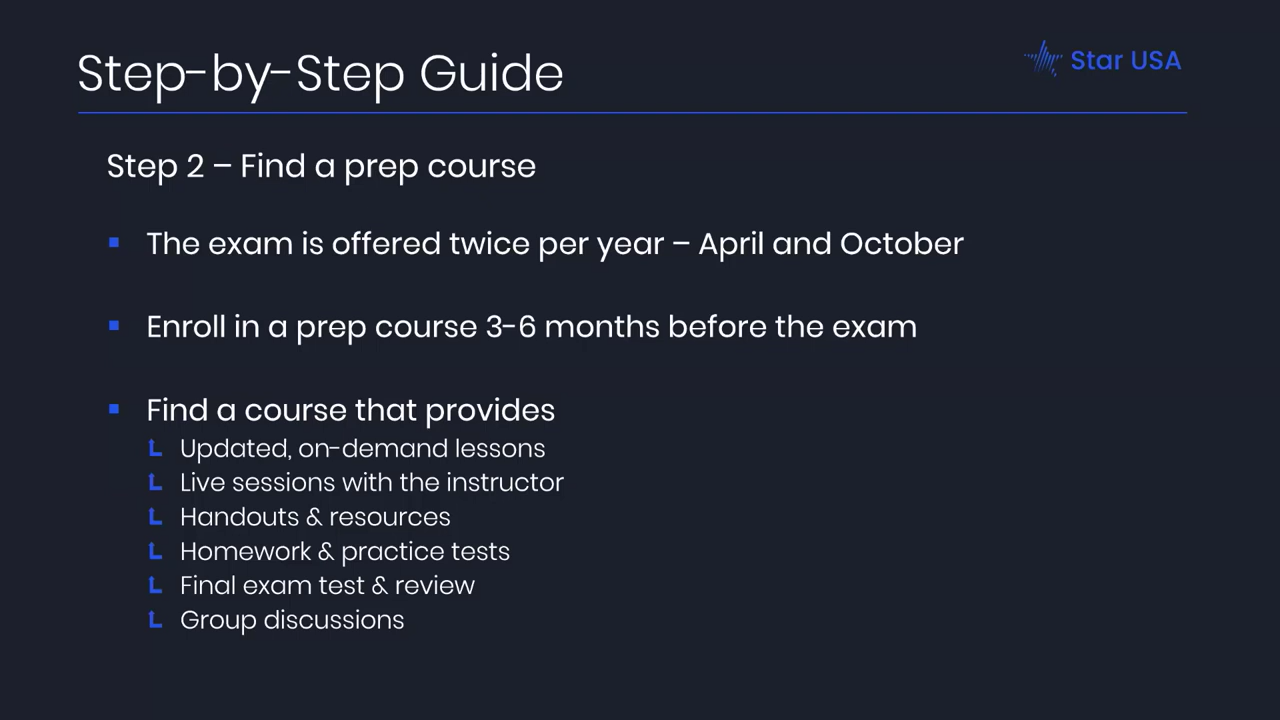 Step-by-Step Guide
Star USA
Step 2 – Find a prep course
The exam is offered twice per year – April and October
Enroll in a prep course 3-6 months before the exam
Find a course that provides
Updated, on-demand lessons
Live sessions with the instructor
Handouts & resources
Homework & practice tests
Final exam test & review
Group discussions